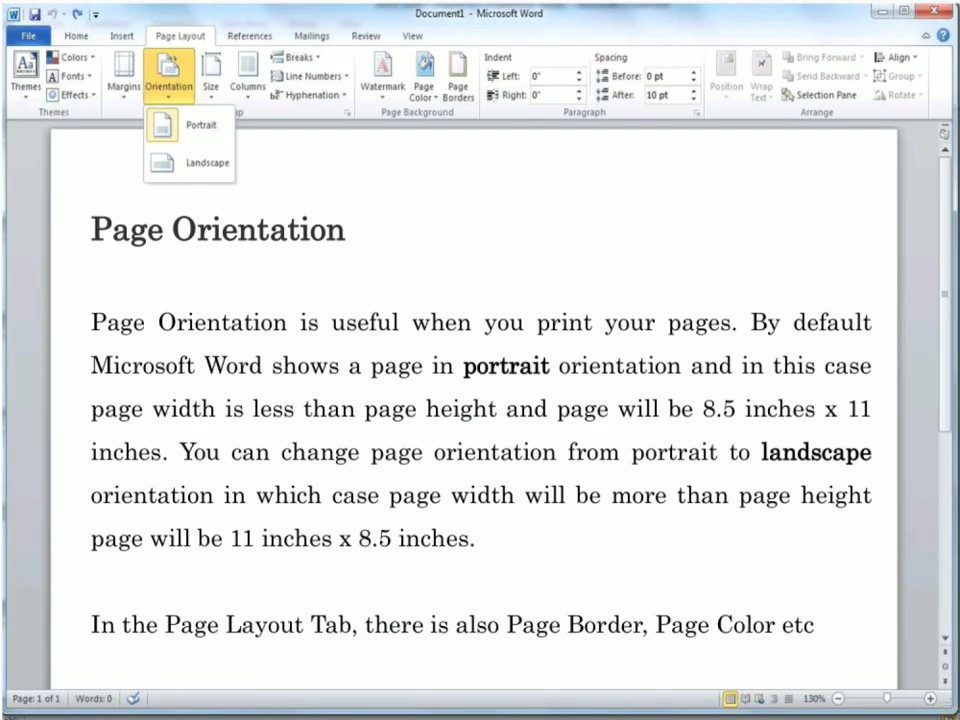 Document1 - Microsoft Word
File Home Insert Page Layout References Mailings Review View
Colors Breaks Indent Spacing Bring Forward Align
Fonts Line Numbers Left: 0" Before: 0 pt Send Backward Group
Themes Effects Margins Orientation Size Columns Hyphenation Watermark Page Color Page Borders Right: 0" After: 10 pt Position Wrap Text Selection Pane Rotate
Themes up Page Background Paragraph Arrange
Portrait
Landscape
Page Orientation
Page Orientation is useful when you print your pages. By default
Microsoft Word shows a page in portrait orientation and in this case
page width is less than page height and page will be 8.5 inches x 11
inches. You can change page orientation from portrait to landscape
orientation in which case page width will be more than page height
page will be 11 inches x 8.5 inches.
In the Page Layout Tab, there is also Page Border, Page Color etc
Page: 1 of 1 Words: 0 130%